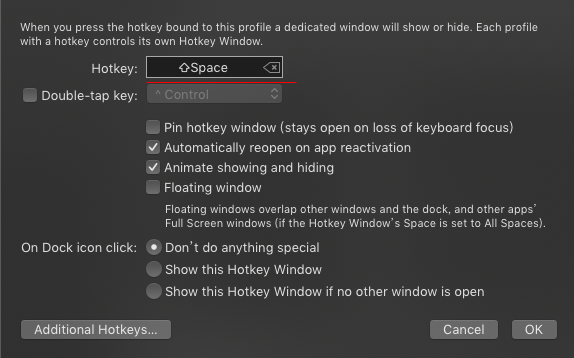 When you press the hotkey bound to this profile a dedicated window will show or hide. Each profile
with a hotkey controls its own Hotkey Window.
Hotkey: ⇧Space
Double-tap key: ^ Control
Pin hotkey window (stays open on loss of keyboard focus)
Automatically reopen on app reactivation
Animate showing and hiding
Floating window
Floating windows overlap other windows and the dock, and other apps’
Full Screen windows (if the Hotkey Window’s Space is set to All Spaces).
On Dock icon click: Don’t do anything special
Show this Hotkey Window
Show this Hotkey Window if no other window is open
Additional Hotkeys... Cancel OK